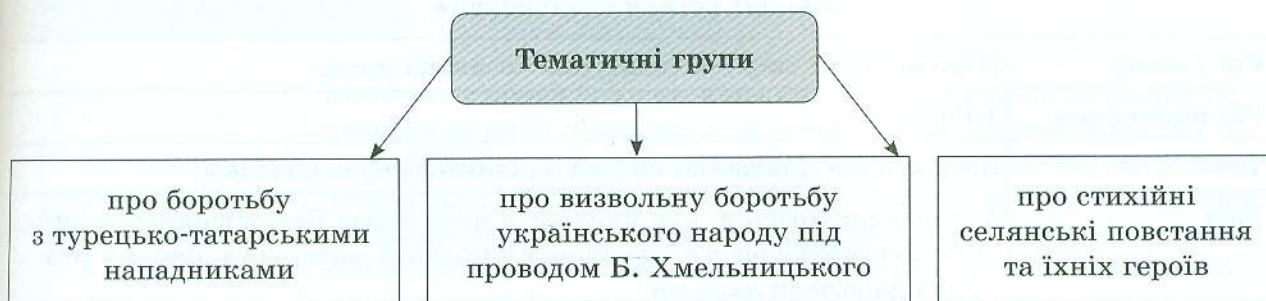 Тематичні групи
про боротьбу
з турецько-татарськими
нападниками
про визвольну боротьбу
українського народу під
проводом Б. Хмельницького
про стихійні
селянські повстання
та їхніх героїв